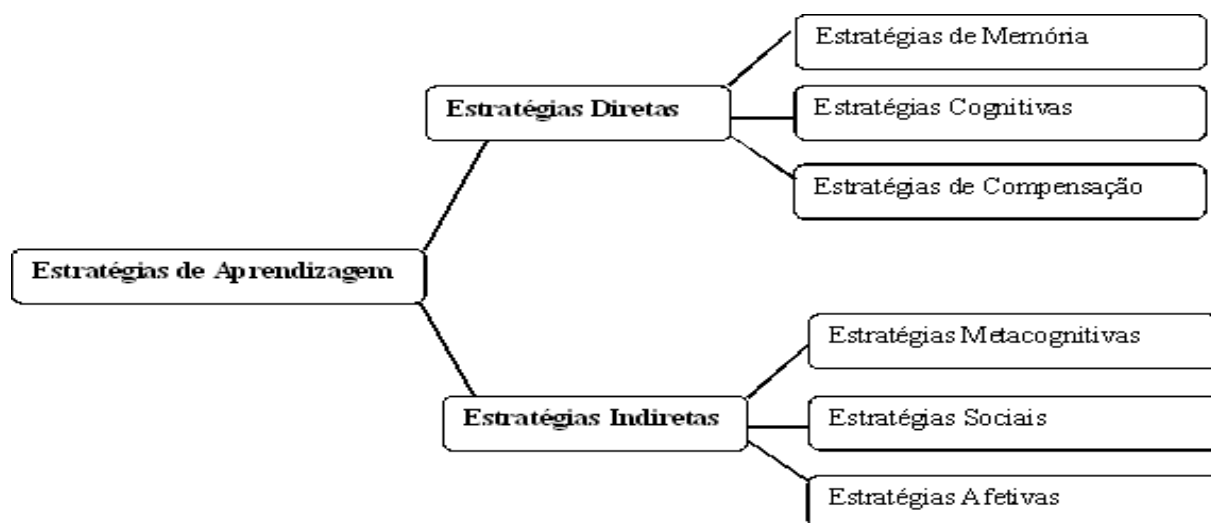 Estratégias de Memória
Estratégias Diretas
Estratégias Cognitivas
Estratégias de Compensação
Estratégias de Aprendizagem
Estratégias Metacognitivas
Estratégias Indiretas
Estratégias Sociais
Estratégias Afetivas